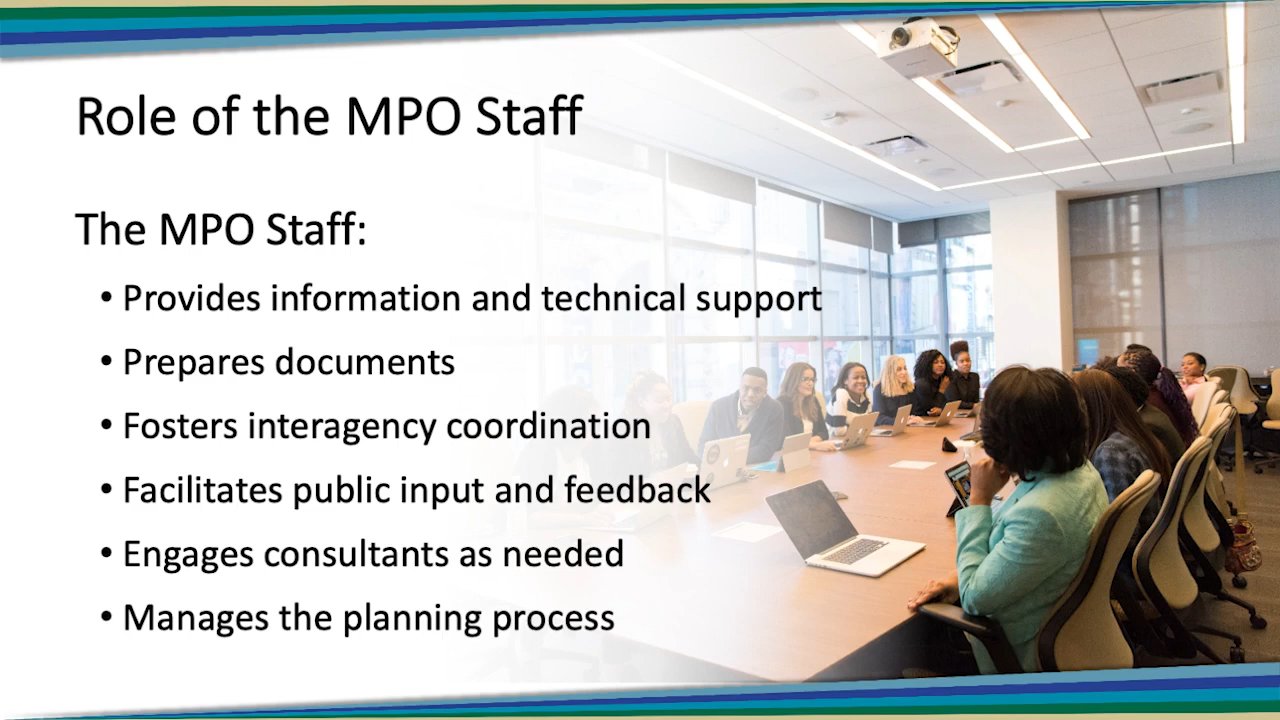 Role of the MPO Staff
The MPO Staff:
• Provides information and technical support
• Prepares documents
• Fosters interagency coordination
• Facilitates public input and feedback
• Engages consultants as needed
• Manages the planning process